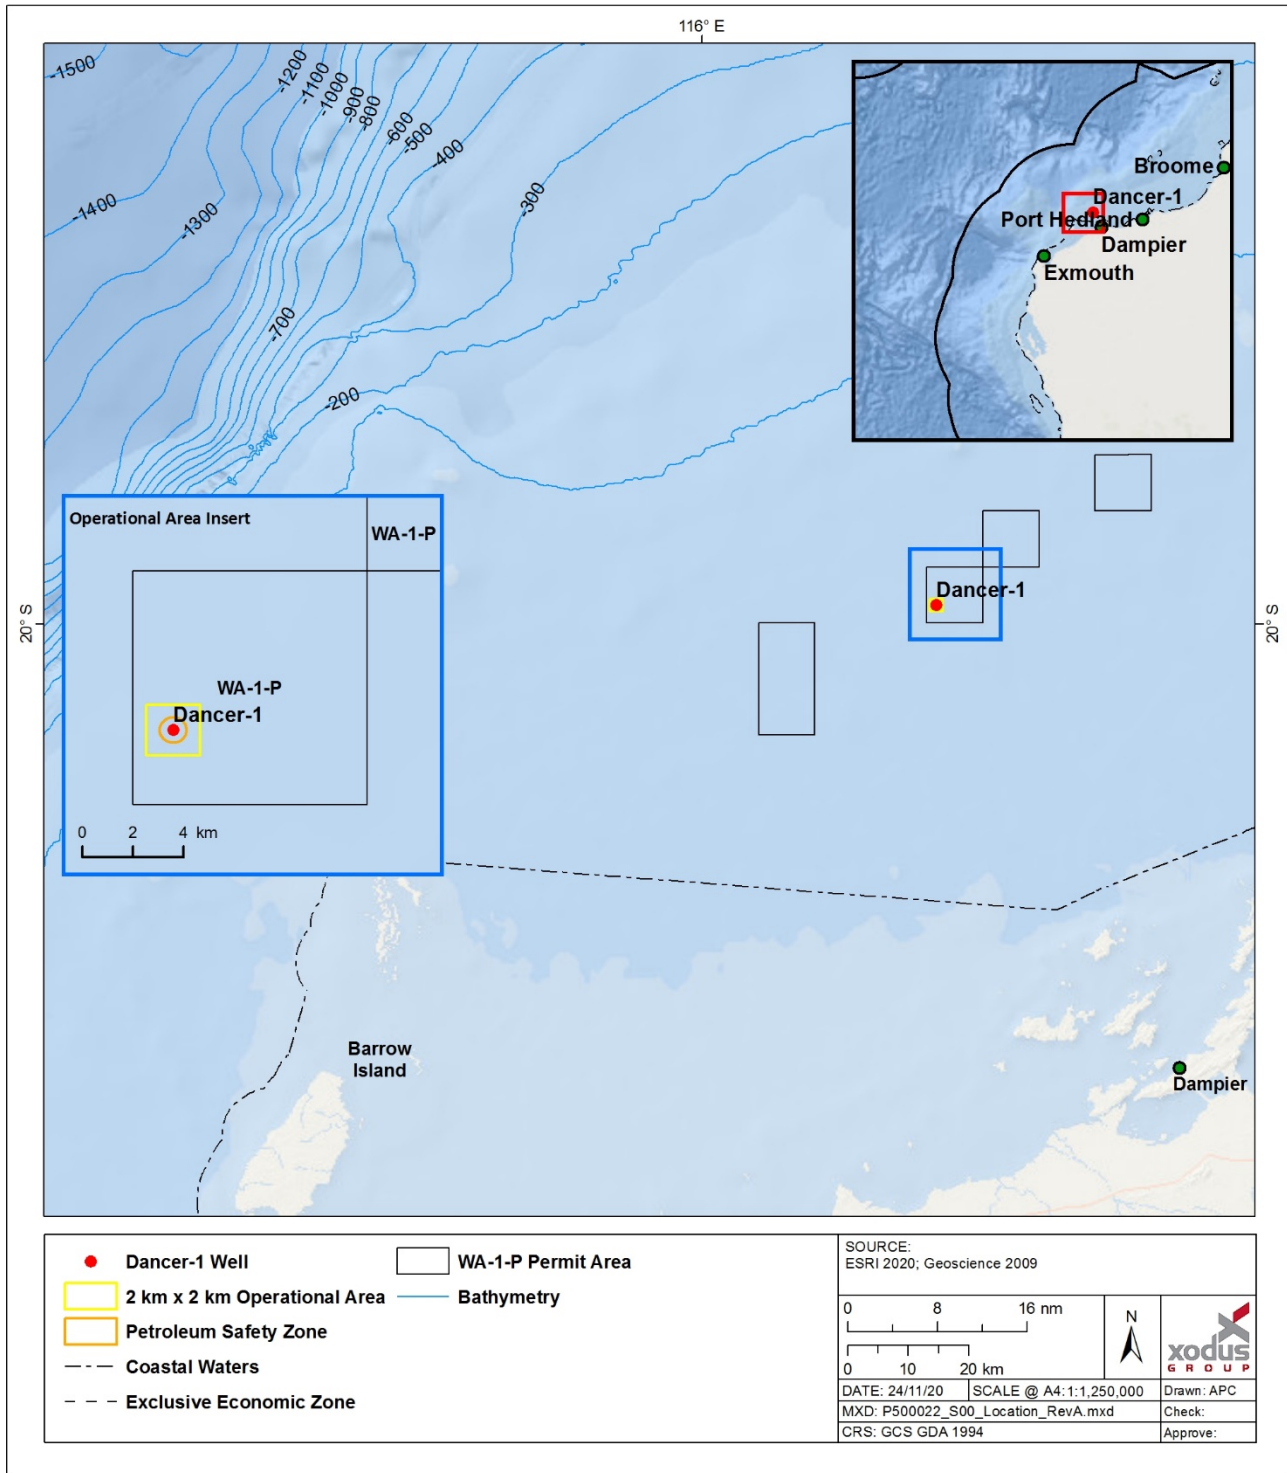 116° E
-1500
-1200
-1100
-1000
-900
-800
-600
-500
-400
-300
-1400
-1300
-700
-200
Broome
Dancer-1
Port Hedland
Dampier
Exmouth
Operational Area Insert
WA-1-P
WA-1-P
Dancer-1
0 2 4 km
Dancer-1
20° S
20° S
Barrow
Island
Dampier
Dancer-1 Well
WA-1-P Permit Area
2 km x 2 km Operational Area
Bathymetry
Petroleum Safety Zone
Coastal Waters
Exclusive Economic Zone
SOURCE:
ESRI 2020; Geoscience 2009
0 8 16 nm
0 10 20 km
N
xodus
GROUP
DATE: 24/11/20
SCALE @ A4:1:1,250,000
Drawn: APC
MXD: P500022_S00_Location_RevA.mxd
Check:
CRS: GCS GDA 1994
Approve: